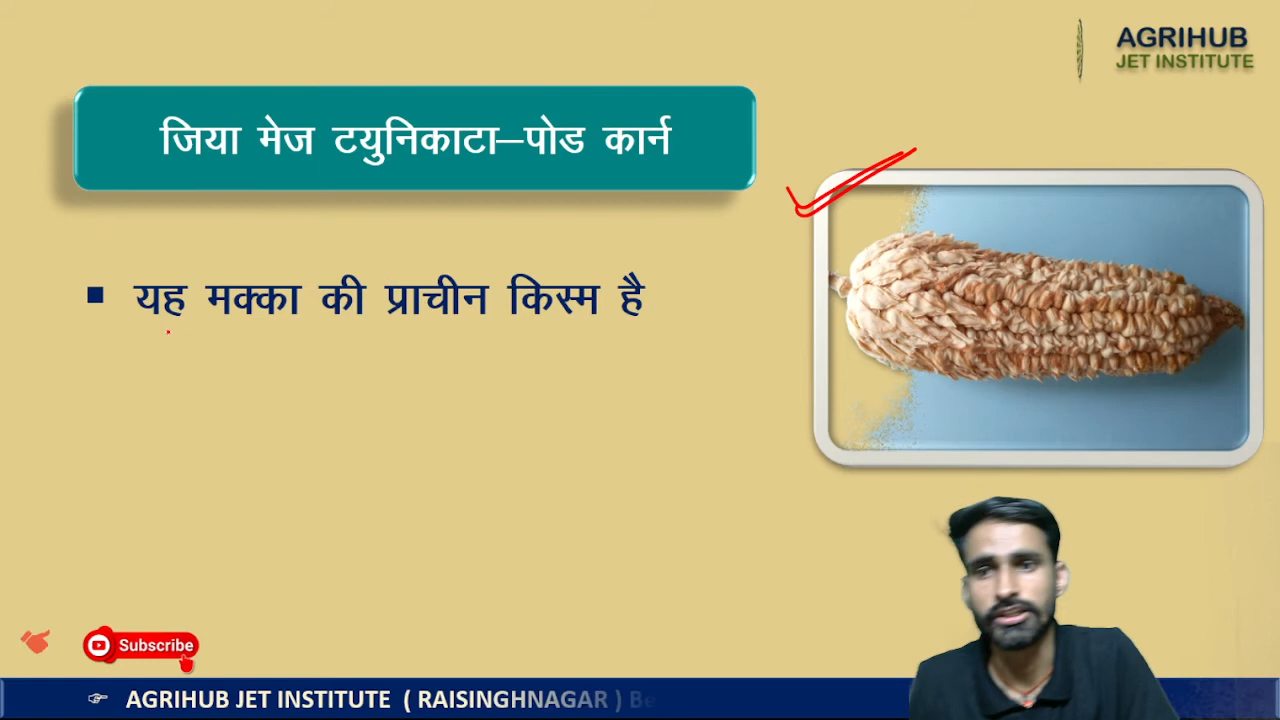 AGRIHUB
JET INSTITUTE
जिया मेज टयुनिकाटा–पोड कार्न
▪ यह मक्का की प्राचीन किस्म है
Subscribe
☞ AGRIHUB JET INSTITUTE ( RAISINGHNAGAR )